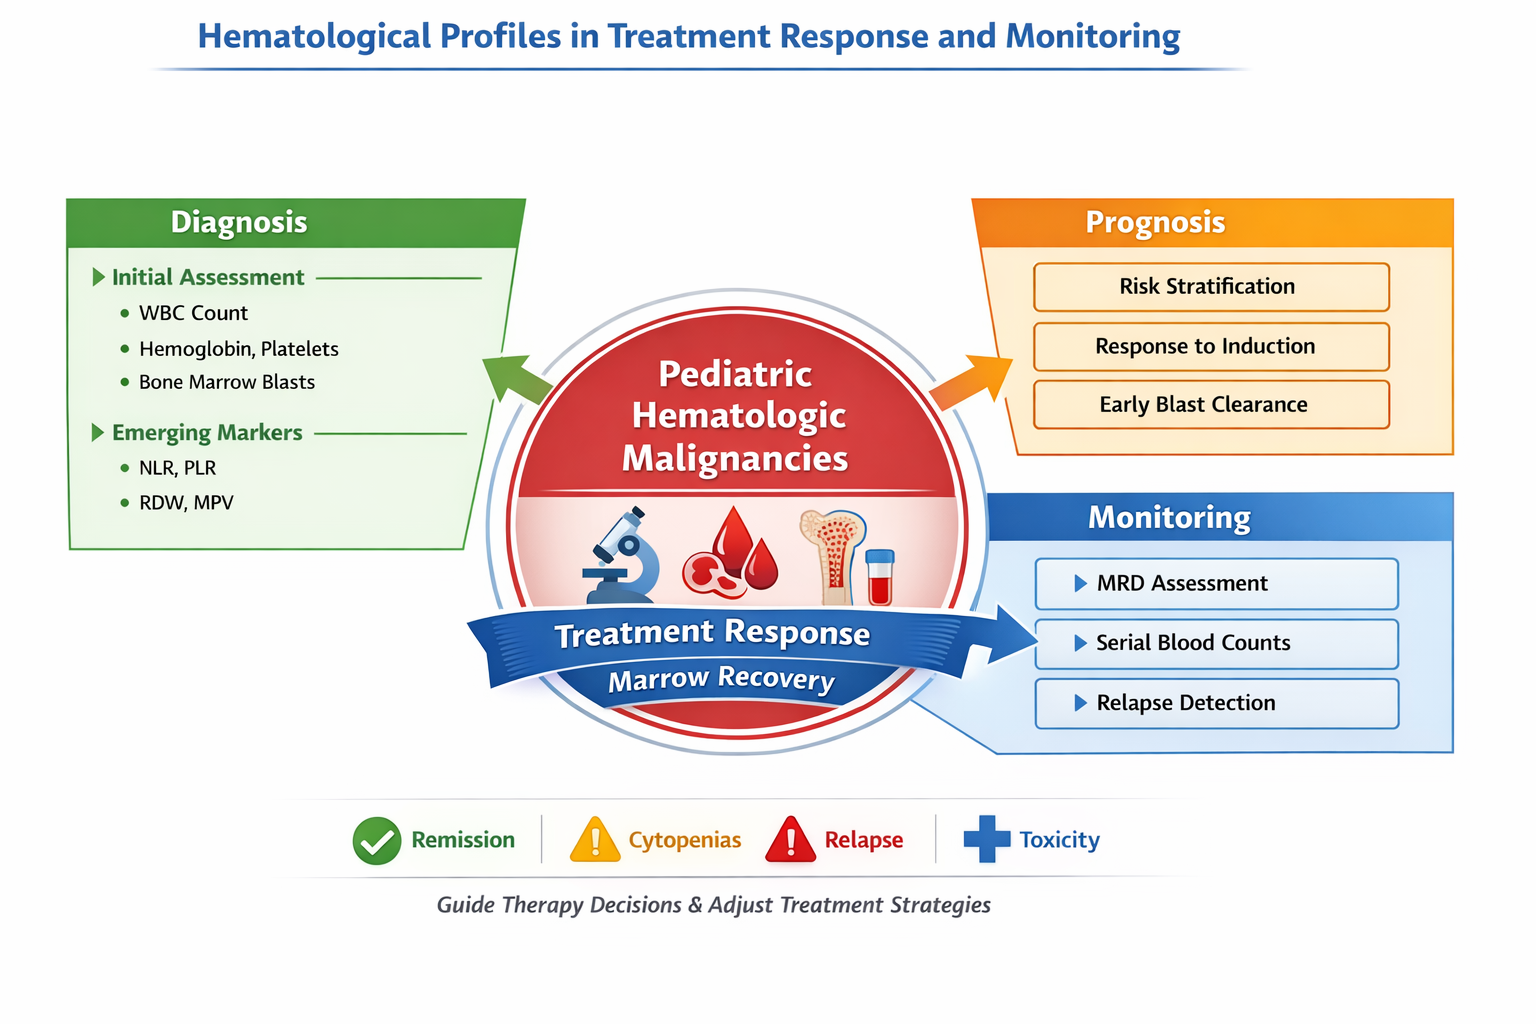 Hematological Profiles in Treatment Response and Monitoring
Diagnosis
Initial Assessment
• WBC Count
• Hemoglobin, Platelets
• Bone Marrow Blasts
Emerging Markers
• NLR, PLR
• RDW, MPV
Pediatric
Hematologic
Malignancies
Treatment Response
Marrow Recovery
Prognosis
Risk Stratification
Response to Induction
Early Blast Clearance
Monitoring
MRD Assessment
Serial Blood Counts
Relapse Detection
Remission
Cytopenias
Relapse
Toxicity
Guide Therapy Decisions & Adjust Treatment Strategies